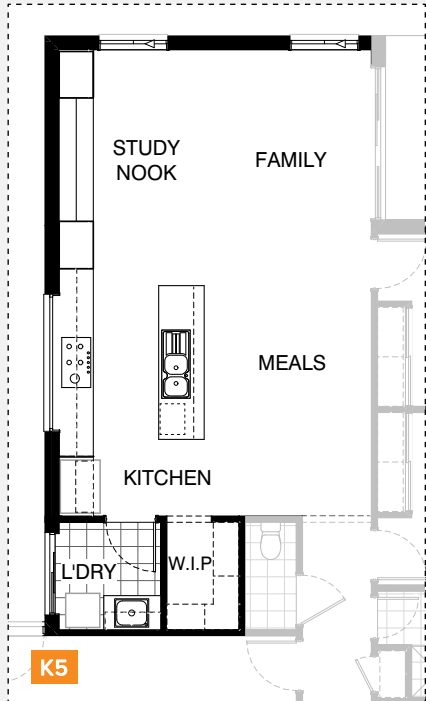 STUDY
NOOK
FAMILY
MEALS
KITCHEN
L'DRY
W.I.P
K5